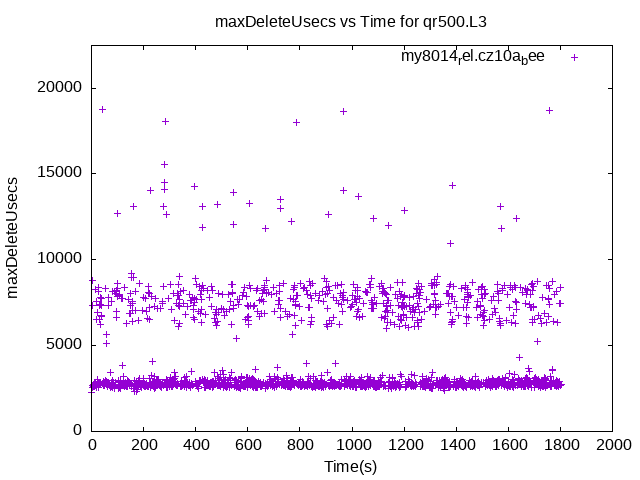 maxDeleteUsecs vs Time for qr500.L3
my8014rel.cz10abee
20000
15000
10000
5000
0
maxDeleteUsecs
0 200 400 600 800 1000 1200 1400 1600 1800 2000
Time(s)